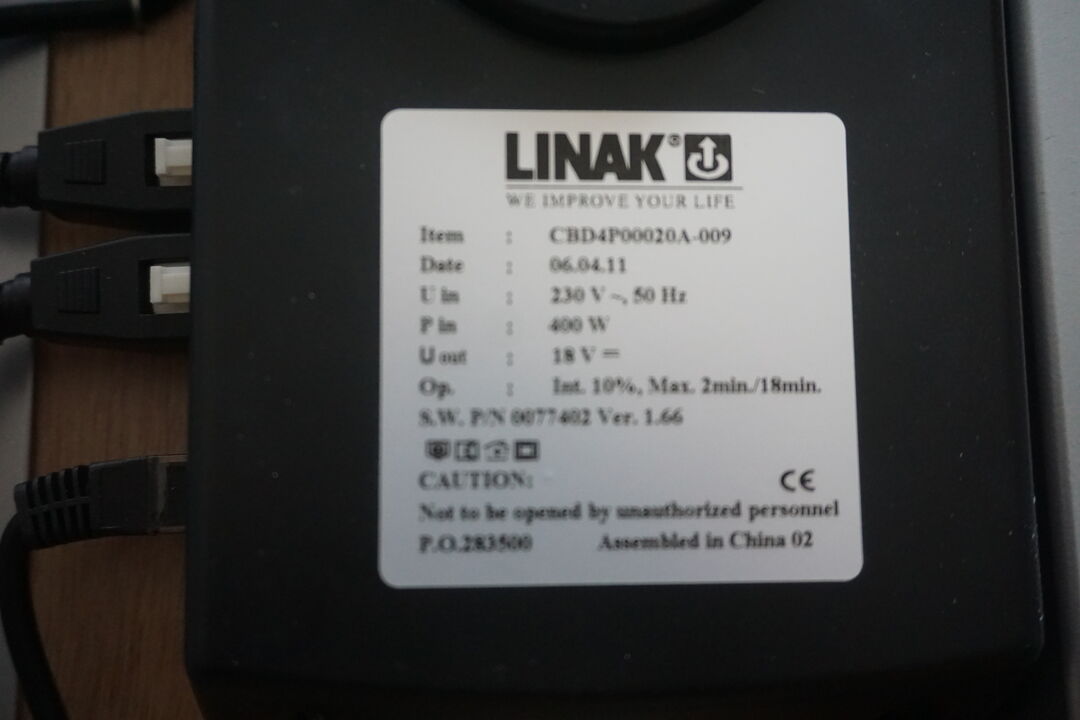 LINAK®
WE IMPROVE YOUR LIFE
Item : CBD4P00020A-009
Date : 06.04.11
U in : 230 V ~, 50 Hz
P in : 400 W
U out : 18 V ⎓
Op. : Int. 10%, Max. 2min./18min.
S.W. P/N 0077402 Ver. 1.66
CAUTION:
CE
Not to be opened by unauthorized personnel
P.O.283500 Assembled in China 02